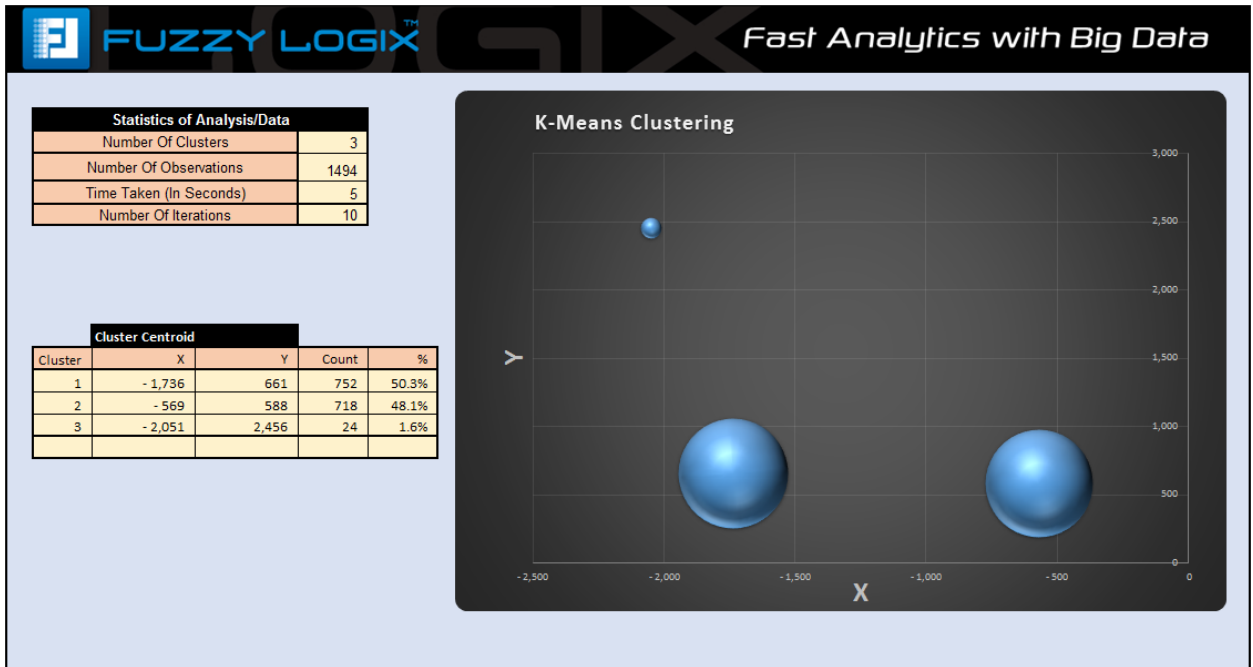 FUZZY LOGIX™
LOGIX
Fast Analytics with Big Data
Statistics of Analysis/Data
Number Of Clusters 3
Number Of Observations 1494
Time Taken (In Seconds) 5
Number Of Iterations 10
Cluster Centroid
Cluster X Y Count %
1 - 1,736 661 752 50.3%
2 - 569 588 718 48.1%
3 - 2,051 2,456 24 1.6%
K-Means Clustering
3,000
2,500
2,000
1,500
1,000
500
0
Y
- 2,500 - 2,000 - 1,500 - 1,000 - 500 0
X